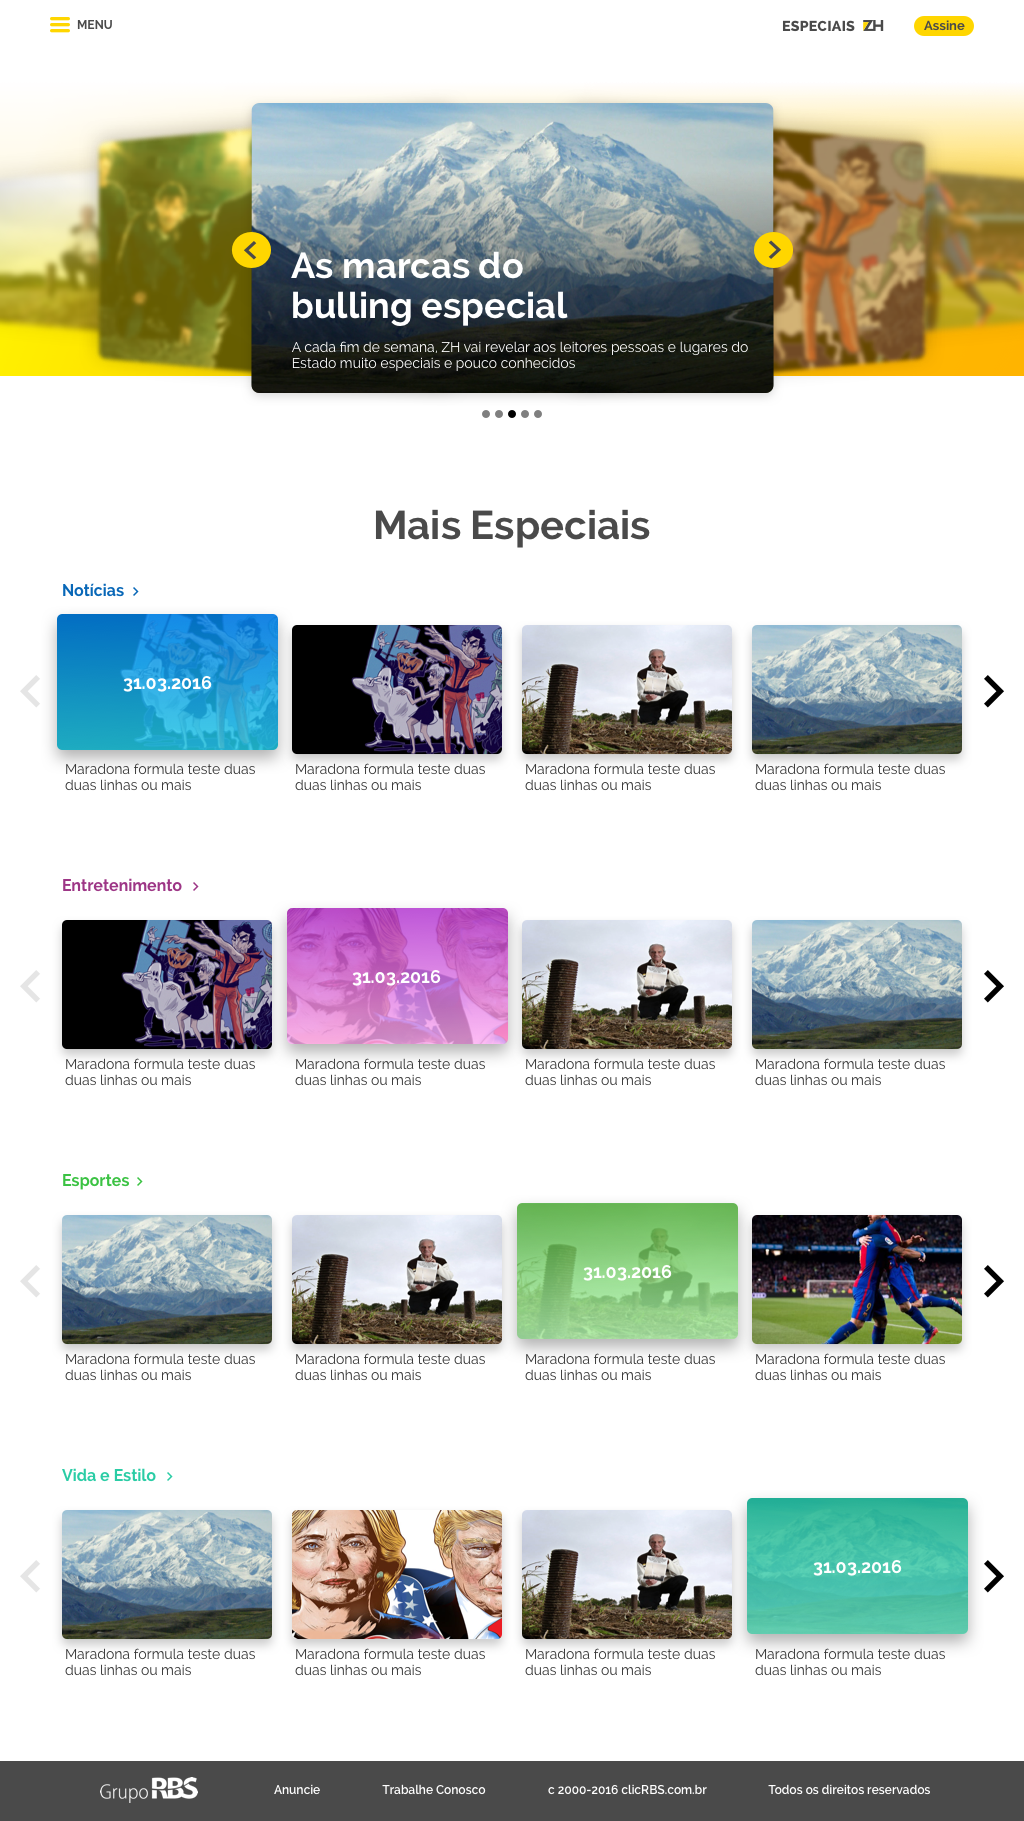 MENU
ESPECIAIS ZH
Assine
As marcas do
bulling especial
A cada fim de semana, ZH vai revelar aos leitores pessoas e lugares do
Estado muito especiais e pouco conhecidos
Mais Especiais
Notícias
31.03.2016
Maradona formula teste duas
duas linhas ou mais
Maradona formula teste duas
duas linhas ou mais
Maradona formula teste duas
duas linhas ou mais
Maradona formula teste duas
duas linhas ou mais
Entretenimento
31.03.2016
Maradona formula teste duas
duas linhas ou mais
Maradona formula teste duas
duas linhas ou mais
Maradona formula teste duas
duas linhas ou mais
Maradona formula teste duas
duas linhas ou mais
Esportes
31.03.2016
Maradona formula teste duas
duas linhas ou mais
Maradona formula teste duas
duas linhas ou mais
Maradona formula teste duas
duas linhas ou mais
Maradona formula teste duas
duas linhas ou mais
Vida e Estilo
31.03.2016
Maradona formula teste duas
duas linhas ou mais
Maradona formula teste duas
duas linhas ou mais
Maradona formula teste duas
duas linhas ou mais
Maradona formula teste duas
duas linhas ou mais
Grupo RBS
Anuncie
Trabalhe Conosco
c 2000-2016 clicRBS.com.br
Todos os direitos reservados